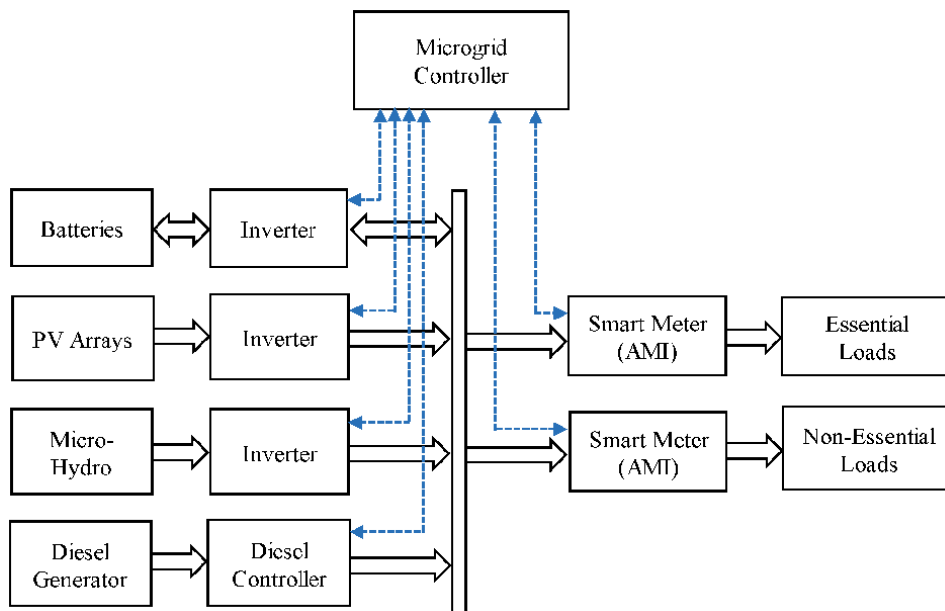 Microgrid
Controller
Batteries
Inverter
PV Arrays
Inverter
Smart Meter
(AMI)
Essential
Loads
Micro-
Hydro
Inverter
Smart Meter
(AMI)
Non-Essential
Loads
Diesel
Generator
Diesel
Controller